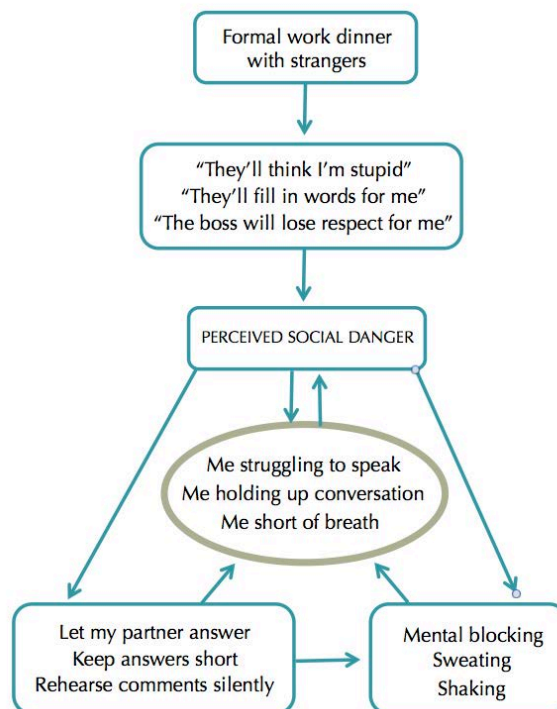 Formal work dinner
with strangers
“They’ll think I’m stupid”
“They’ll fill in words for me”
“The boss will lose respect for me”
PERCEIVED SOCIAL DANGER
Me struggling to speak
Me holding up conversation
Me short of breath
Let my partner answer
Keep answers short
Rehearse comments silently
Mental blocking
Sweating
Shaking